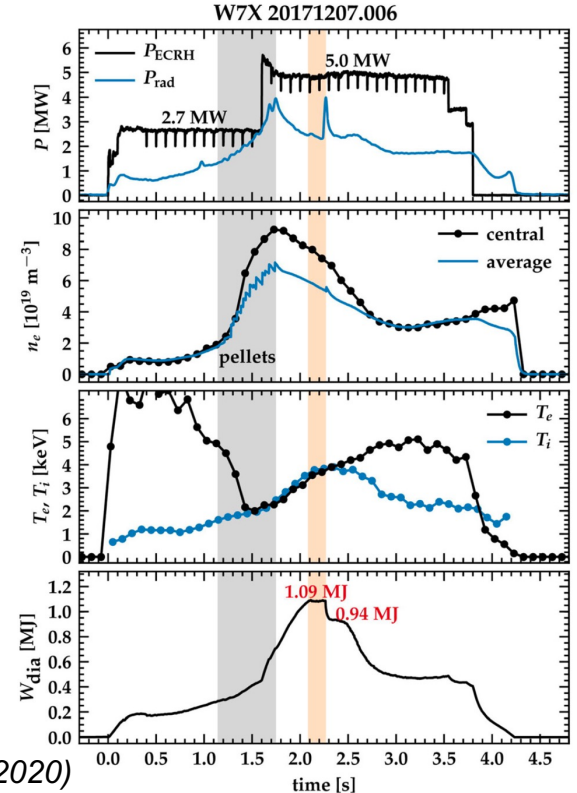 W7X 20171207.006
P [MW]
6
5
4
3
2
1
0
P_ECRH
P_rad
2.7 MW
5.0 MW
n_e [10^19 m^−3]
10
8
6
4
2
0
central
average
pellets
T_e, T_i [keV]
6
5
4
3
2
1
0
T_e
T_i
W_dia [MJ]
1.2
1.0
0.8
0.6
0.4
0.2
0.0
1.09 MJ
0.94 MJ
0.0 0.5 1.0 1.5 2.0 2.5 3.0 3.5 4.0 4.5
time [s]
2020)